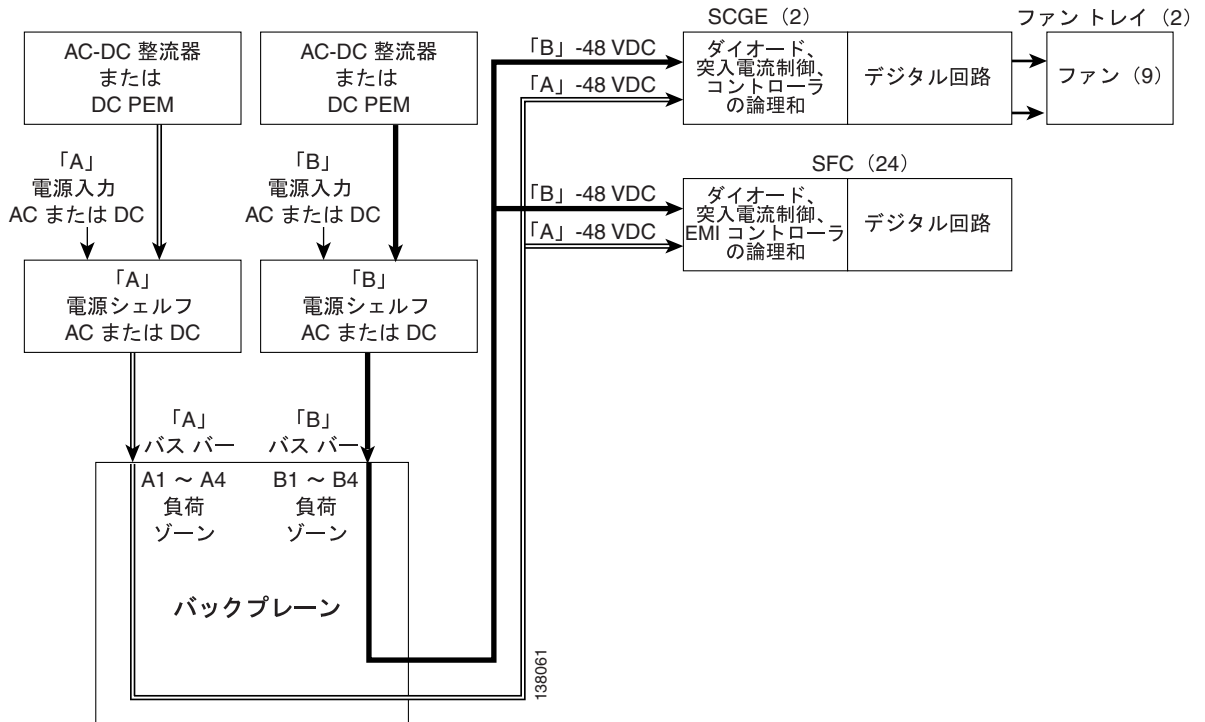 SCGE（2）
ファン トレイ（2）
AC-DC 整流器
または
DC PEM
AC-DC 整流器
または
DC PEM
「B」-48 VDC
「A」-48 VDC
ダイオード、
突入電流制御、
コントローラ
の論理和
デジタル回路
ファン（9）
「A」
電源入力
AC または DC
「B」
電源入力
AC または DC
SFC（24）
「B」-48 VDC
「A」-48 VDC
ダイオード、
突入電流制御、
EMI コントローラ
の論理和
デジタル回路
「A」
電源シェルフ
AC または DC
「B」
電源シェルフ
AC または DC
「A」
バス バー
「B」
バス バー
A1 ～ A4
負荷
ゾーン
B1 ～ B4
負荷
ゾーン
バックプレーン
138061